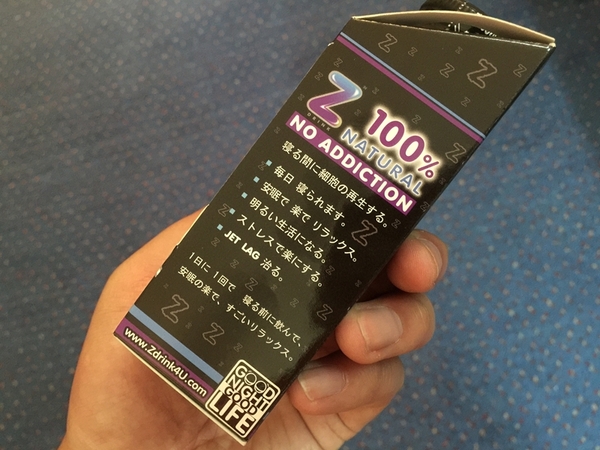 Z
DRINK
100%
NATURAL
NO ADDICTION
寝る間に細胞の再生する。
毎日 寝られます。
安眠で 楽で リラックス。
明るい生活になる。
ストレスで楽にする。
JET LAG 治る。
1日に 1回で 寝る前に飲んで、
安眠の楽で、すごいリラックス。
www.Zdrink4U.com
GOOD
NIGHT
GOOD
LIFE